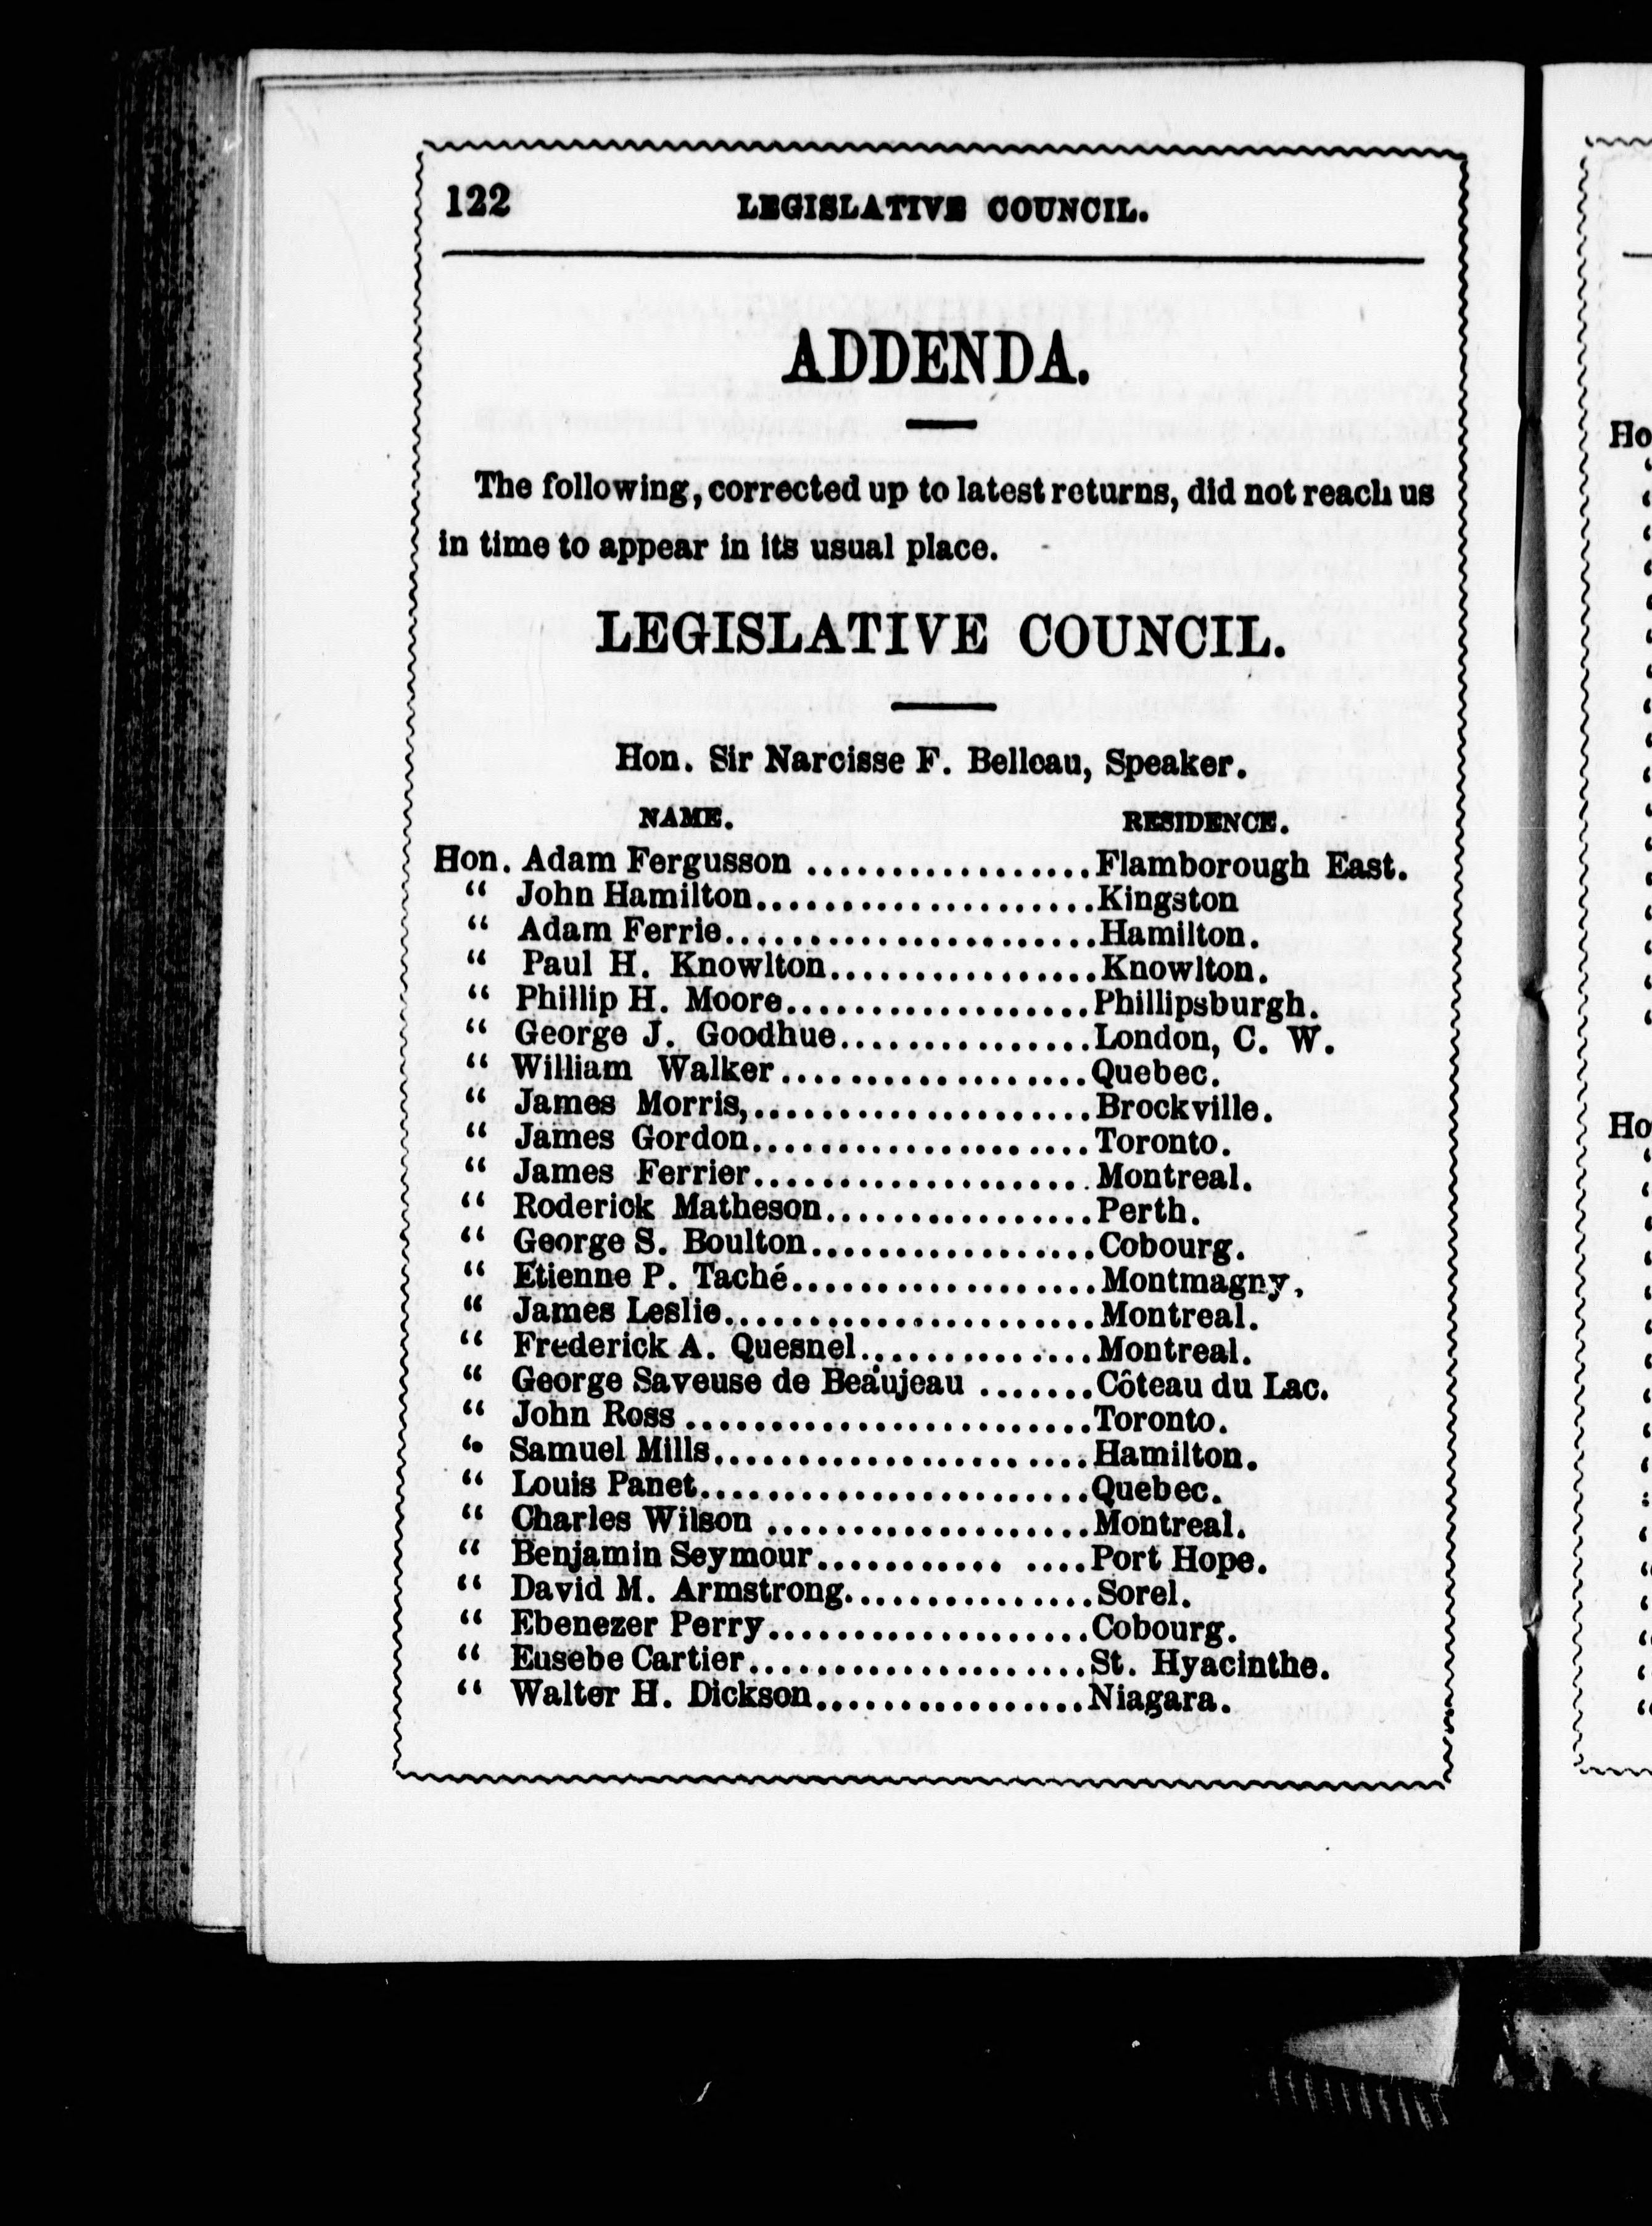 122 LEGISLATIVE COUNCIL.
ADDENDA.
The following, corrected up to latest returns, did not reach us
in time to appear in its usual place.
LEGISLATIVE COUNCIL.
Hon. Sir Narcisse F. Belleau, Speaker.
NAME. RESIDENCE.
Hon. Adam Fergusson .................Flamborough East.
“ John Hamilton....................Kingston
“ Adam Ferrie......................Hamilton.
“ Paul H. Knowlton................Knowlton.
“ Phillip H. Moore..................Phillipsburgh.
“ George J. Goodhue...............London, C. W.
“ William Walker..................Quebec.
“ James Morris,....................Brockville.
“ James Gordon....................Toronto.
“ James Ferrier....................Montreal.
“ Roderick Matheson................Perth.
“ George S. Boulton.................Cobourg.
“ Etienne P. Taché..................Montmagny.
“ James Leslie......................Montreal.
“ Frederick A. Quesnel..............Montreal.
“ George Saveuse de Beaujeau .......Côteau du Lac.
“ John Ross ........................Toronto.
“ Samuel Mills......................Hamilton.
“ Louis Panet.......................Quebec.
“ Charles Wilson ...................Montreal.
“ Benjamin Seymour........... ....Port Hope.
“ David M. Armstrong...............Sorel.
“ Ebenezer Perry...................Cobourg.
“ Eusebe Cartier....................St. Hyacinthe.
“ Walter H. Dickson................Niagara.
Ho
Ho